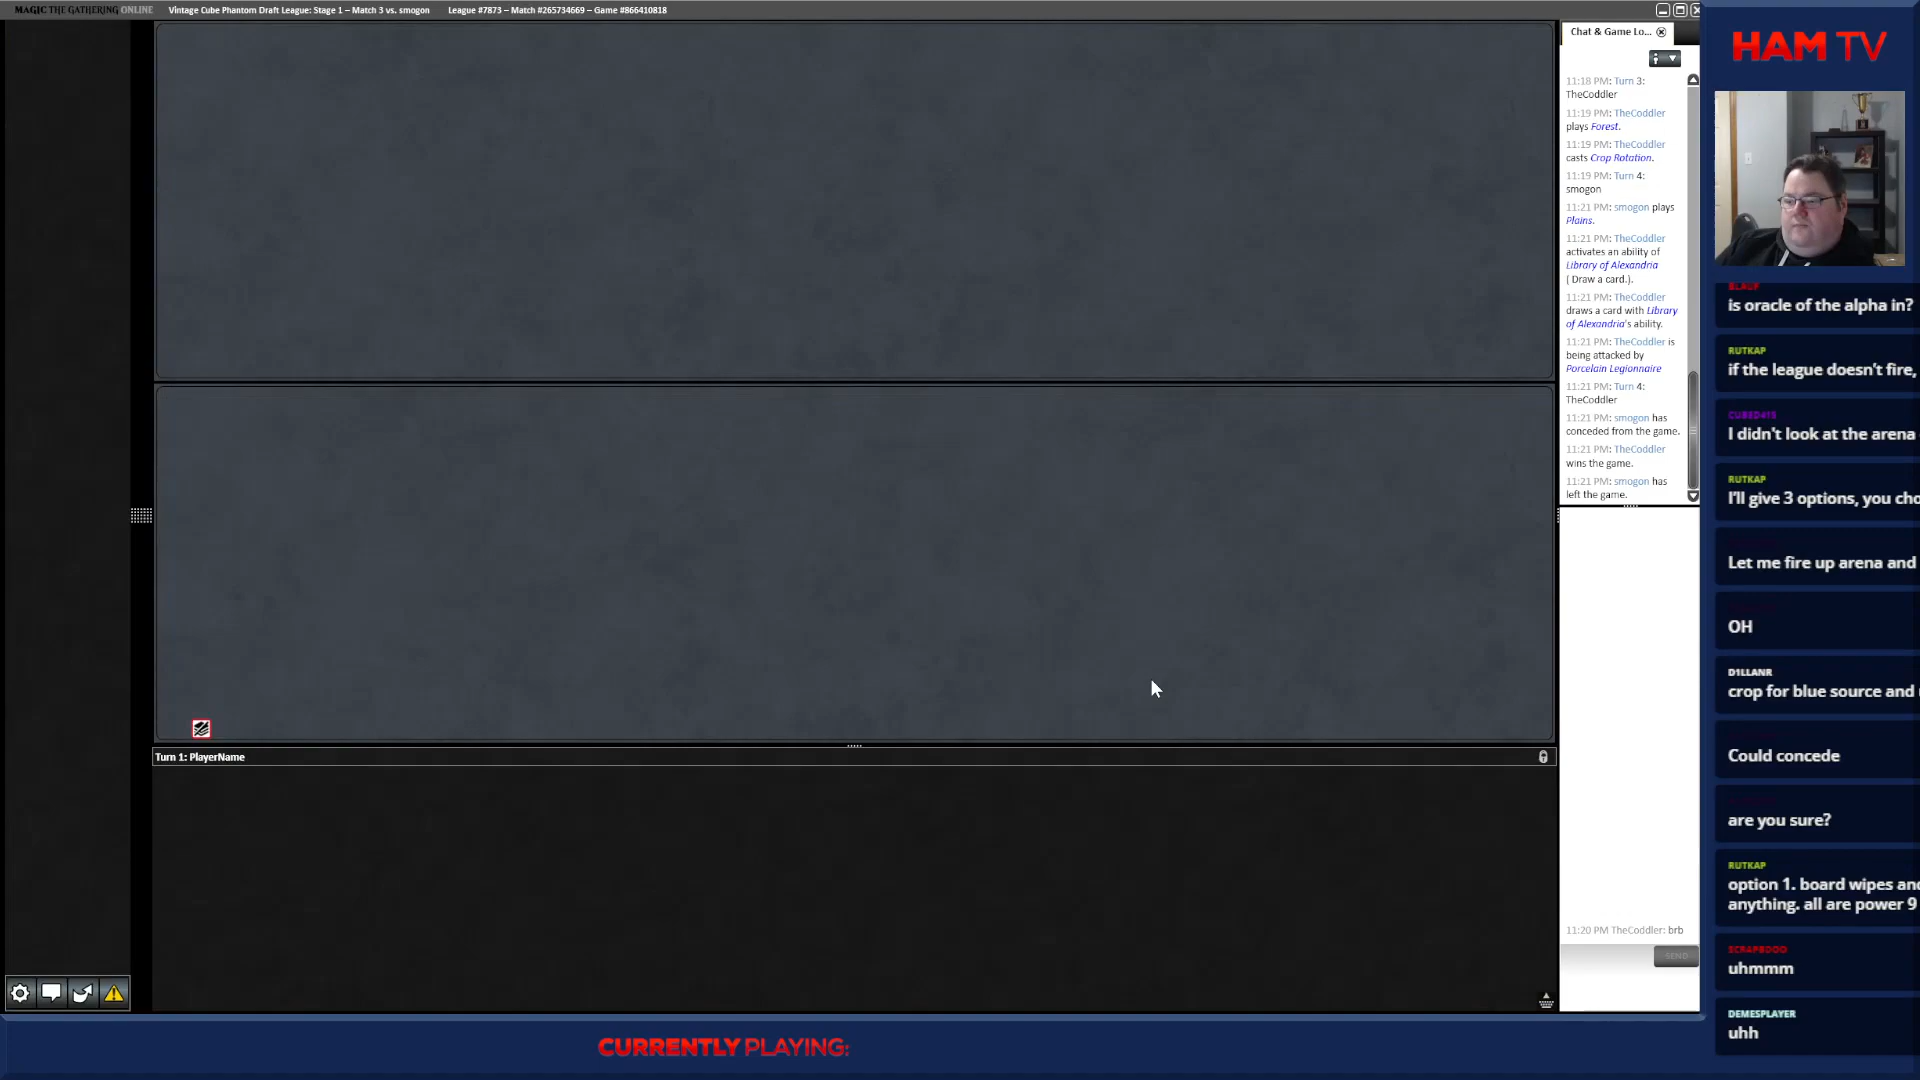 MAGIC THE GATHERING ONLINE
Vintage Cube Phantom Draft League: Stage 1 – Match 3 vs. smogon
League #7873 – Match #265734669 – Game #866410818
Chat & Game Lo...
11:18 PM: Turn 3:
TheCoddler
11:19 PM: TheCoddler
plays Forest.
11:19 PM: TheCoddler
casts Crop Rotation.
11:19 PM: Turn 4:
smogon
11:21 PM: smogon plays
Plains.
11:21 PM: TheCoddler
activates an ability of
Library of Alexandria
( Draw a card.).
11:21 PM: TheCoddler
draws a card with Library
of Alexandria's ability.
11:21 PM: TheCoddler is
being attacked by
Porcelain Legionnaire
11:21 PM: Turn 4:
TheCoddler
11:21 PM: smogon has
conceded from the game.
11:21 PM: TheCoddler
wins the game.
11:21 PM: smogon has
left the game.
11:20 PM TheCoddler: brb
SEND
Turn 1: PlayerName
HAM TV
is oracle of the alpha in?
RUTKAP
if the league doesn't fire,
CUBED415
I didn't look at the arena
RUTKAP
I'll give 3 options, you cho
Let me fire up arena and
OH
D1LLANR
crop for blue source and
Could concede
are you sure?
RUTKAP
option 1. board wipes and
anything. all are power 9
SCRAPBOOO
uhmmm
DEMESPLAYER
uhh
CURRENTLY PLAYING: